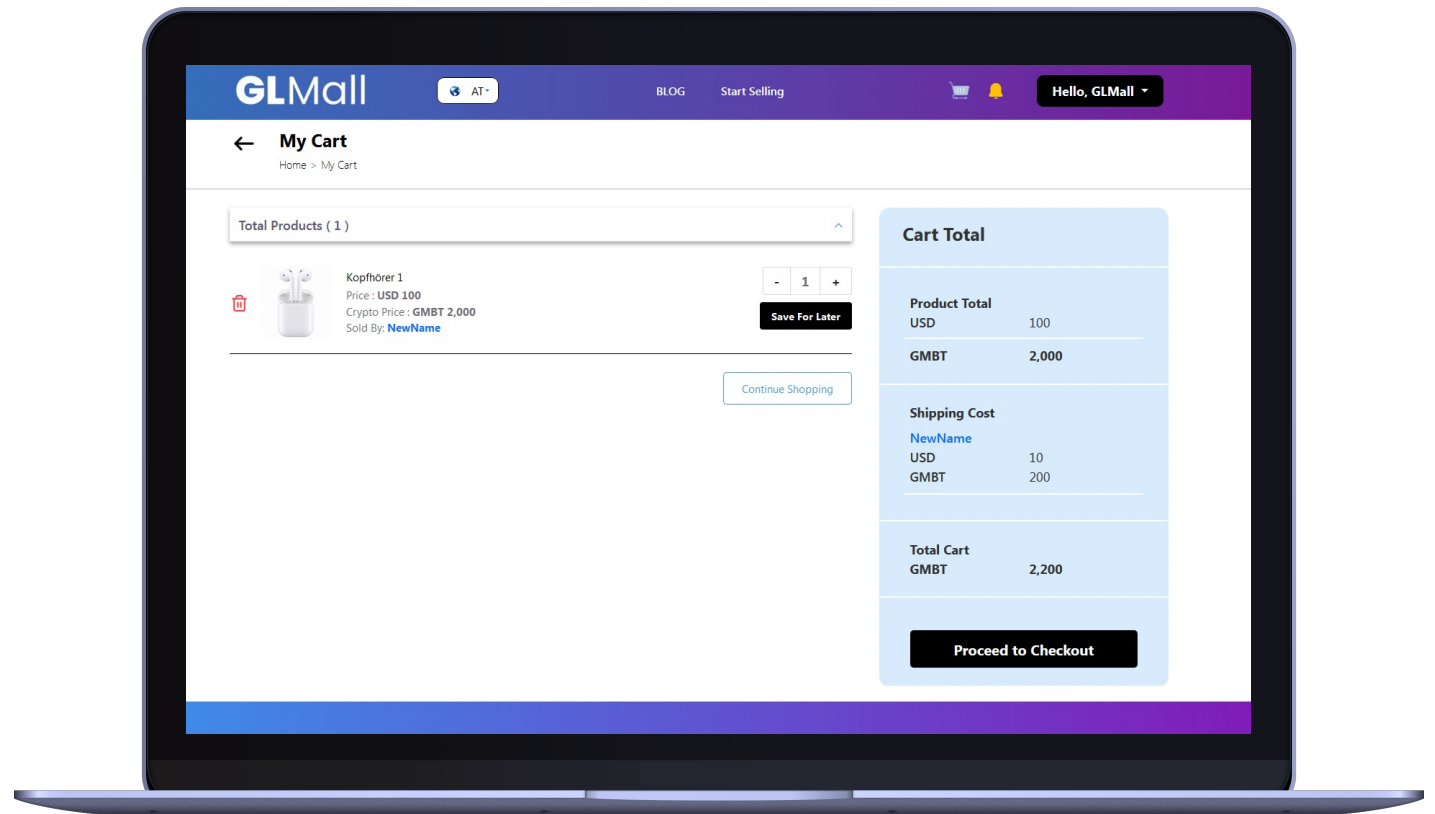 GLMall
AT
BLOG
Start Selling
Hello, GLMall
My Cart
Home > My Cart
Total Products ( 1 )
Kopfhörer 1
Price : USD 100
Crypto Price : GMBT 2,000
Sold By: NewName
- 1 +
Save For Later
Continue Shopping
Cart Total
Product Total
USD 100
GMBT 2,000
Shipping Cost
NewName
USD 10
GMBT 200
Total Cart
GMBT 2,200
Proceed to Checkout